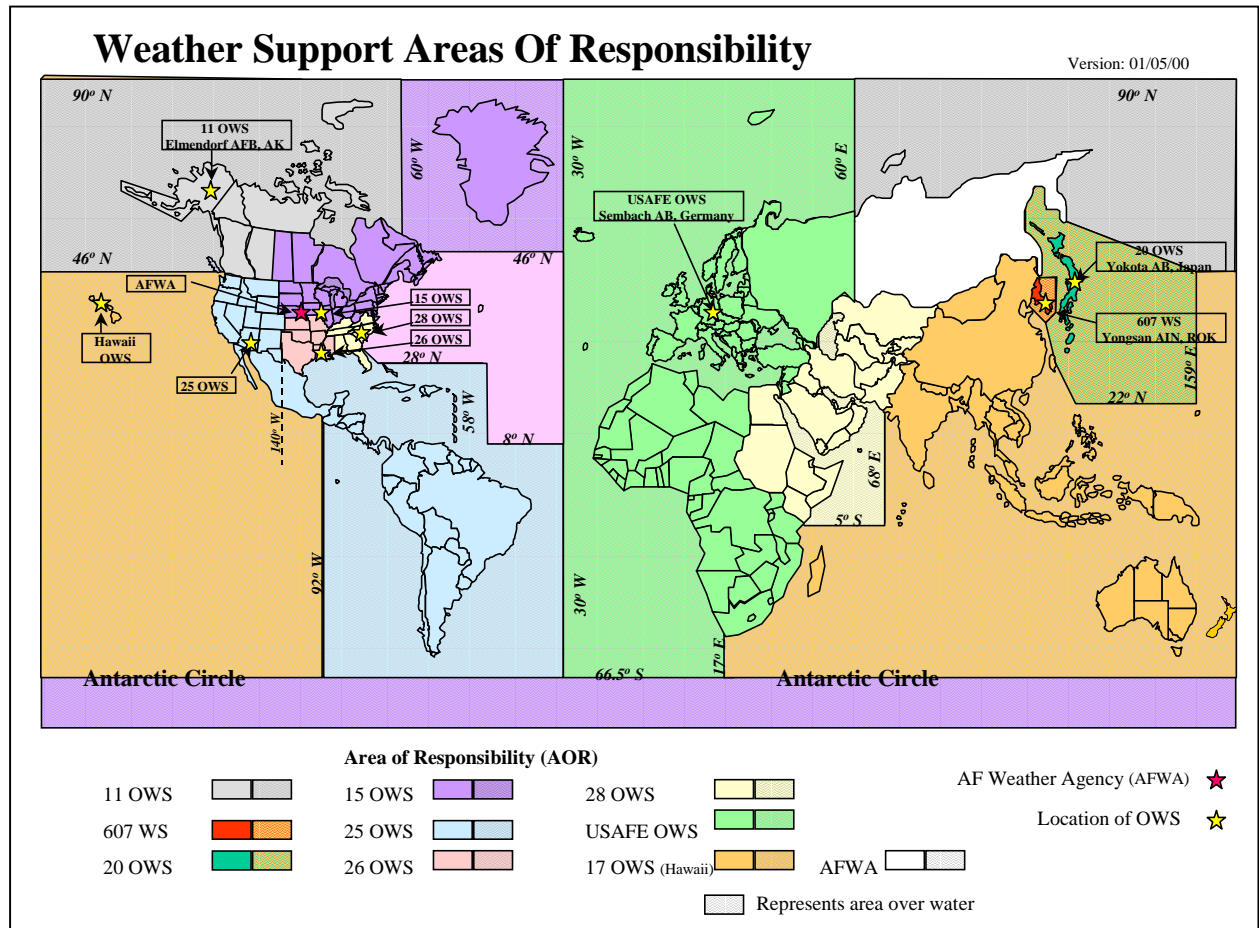 Weather Support Areas Of Responsibility
Version: 01/05/00
90º N
90º N
11 OWS
Elmendorf AFB, AK
60º W
30º W
60º E
USAFE OWS
Sembach AB, Germany
46º N
46º N
20 OWS
Yokota AB, Japan
AFWA
15 OWS
28 OWS
26 OWS
607 WS
Yongsan AIN, ROK
Hawaii
OWS
28º N
25 OWS
159º E
22º N
58º W
140º W
8º N
68º E
5º S
92º W
30º W
17º E
66.5º S
Antarctic Circle
Antarctic Circle
Area of Responsibility (AOR)
11 OWS
15 OWS
28 OWS
AF Weather Agency (AFWA)
607 WS
25 OWS
USAFE OWS
Location of OWS
20 OWS
26 OWS
17 OWS (Hawaii)
AFWA
Represents area over water